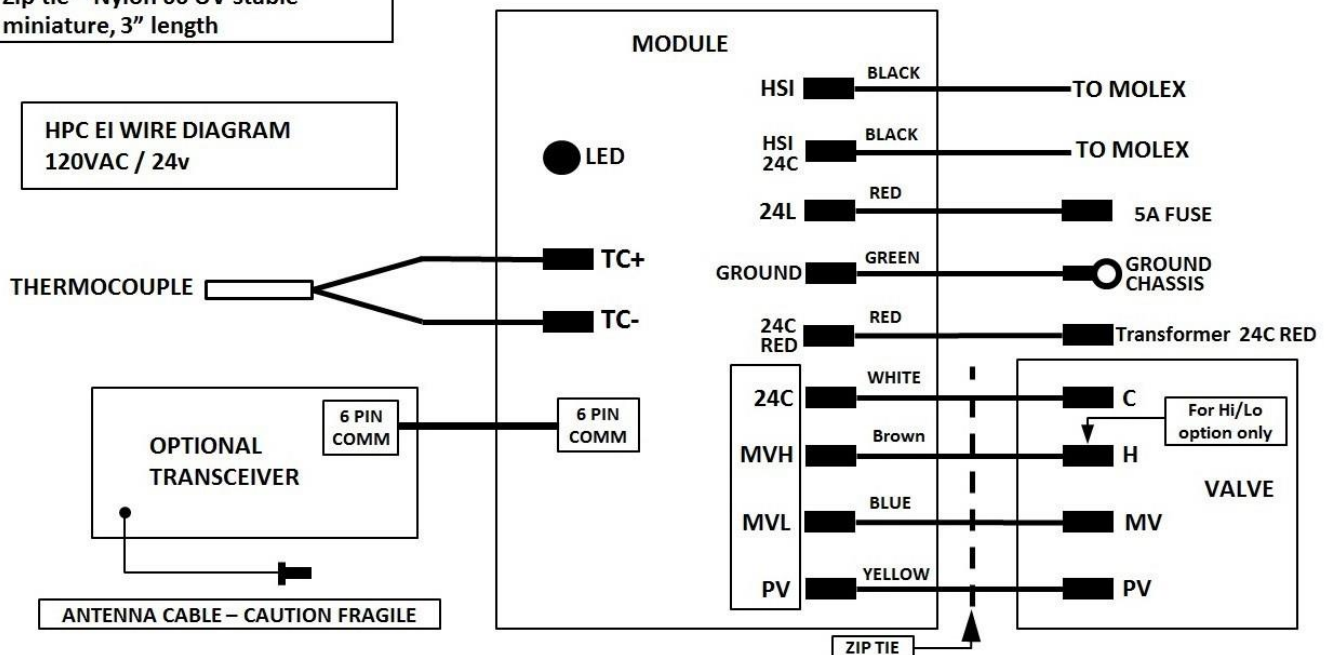 miniature, 3” length
HPC EI WIRE DIAGRAM
120VAC / 24v
MODULE
LED
THERMOCOUPLE
TC+
TC-
OPTIONAL
TRANSCEIVER
6 PIN
COMM
6 PIN
COMM
ANTENNA CABLE – CAUTION FRAGILE
HSI
BLACK
TO MOLEX
HSI
24C
BLACK
TO MOLEX
24L
RED
5A FUSE
GROUND
GREEN
GROUND
CHASSIS
24C
RED
RED
Transformer 24C RED
24C
WHITE
C
MVH
Brown
H
For Hi/Lo
option only
MVL
BLUE
MV
PV
YELLOW
PV
VALVE
ZIP TIE